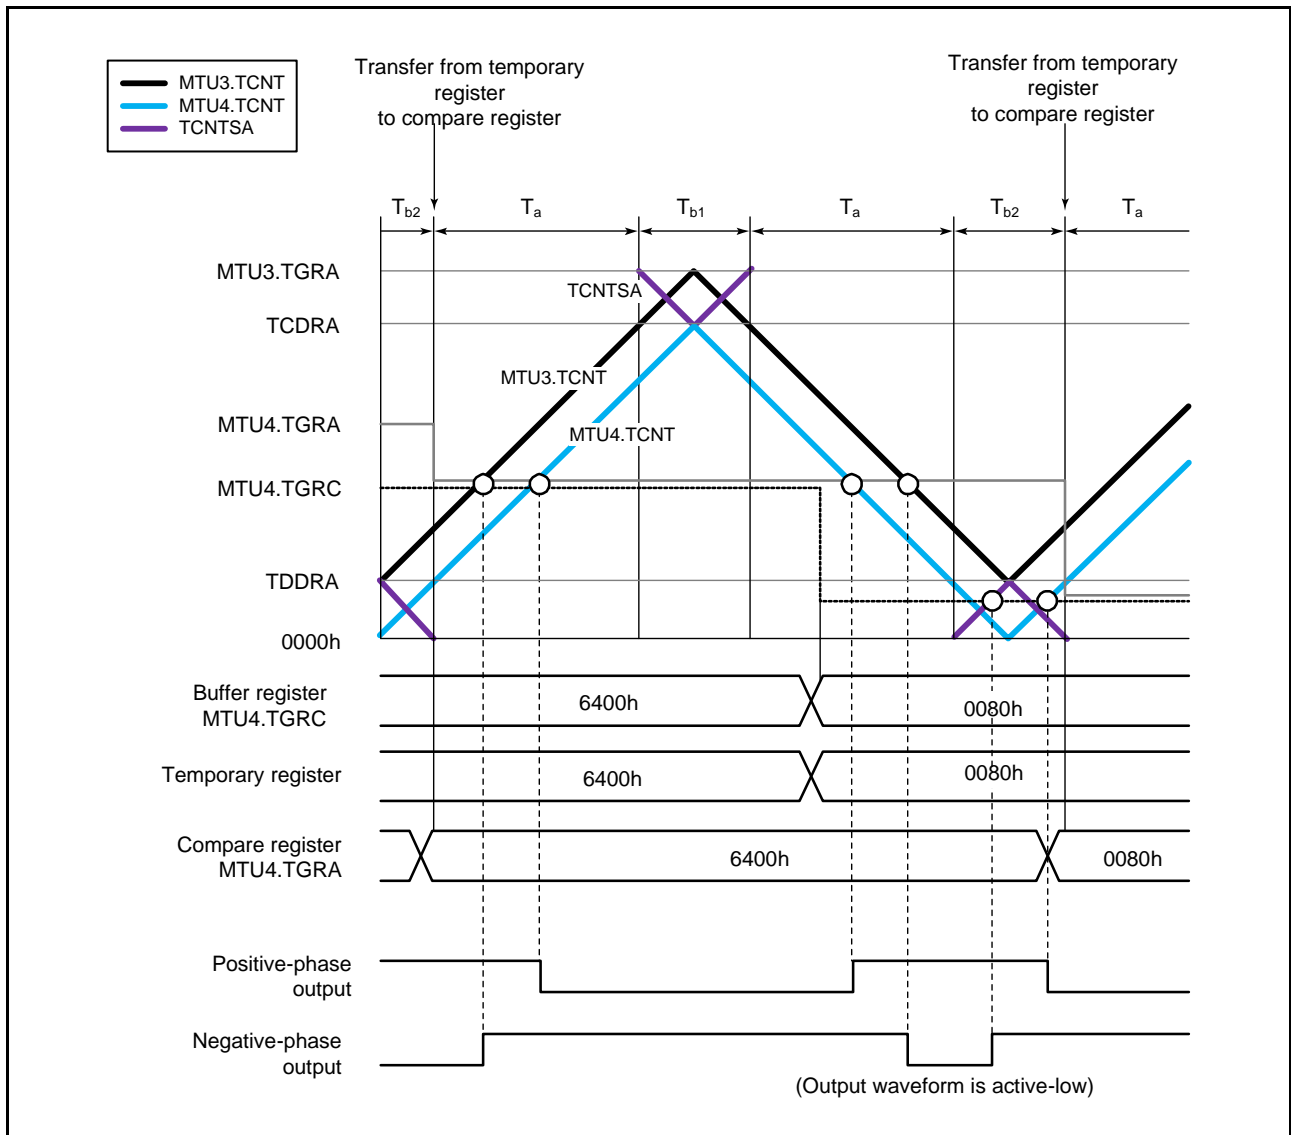 MTU3.TCNT
MTU4.TCNT
TCNTSA
Transfer from temporary
register
to compare register
Transfer from temporary
register
to compare register
Tb2
Ta
Tb1
Ta
Tb2
Ta
MTU3.TGRA
TCNTSA
TCDRA
MTU3.TCNT
MTU4.TGRA
MTU4.TCNT
MTU4.TGRC
TDDRA
0000h
Buffer register
MTU4.TGRC
6400h
0080h
Temporary register
6400h
0080h
Compare register
MTU4.TGRA
6400h
0080h
Positive-phase
output
Negative-phase
output
(Output waveform is active-low)